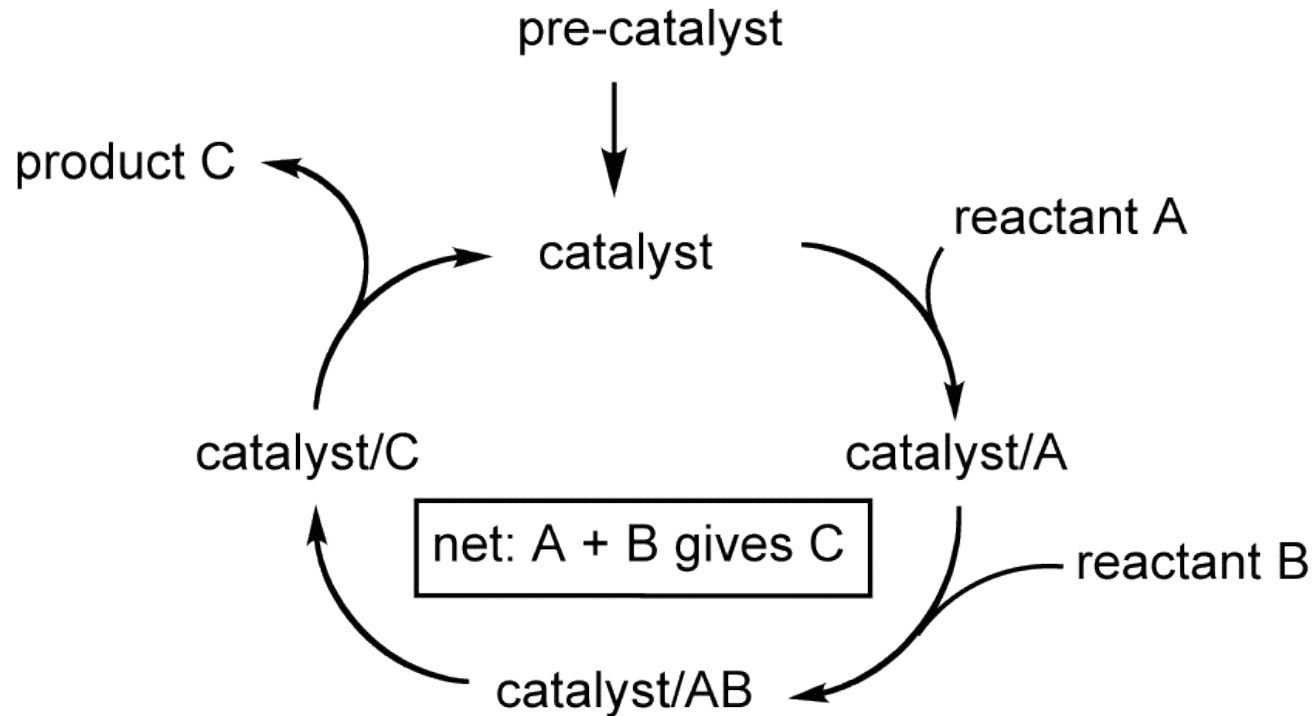 pre-catalyst
product C
reactant A
catalyst
catalyst/C
catalyst/A
net: A + B gives C
reactant B
catalyst/AB